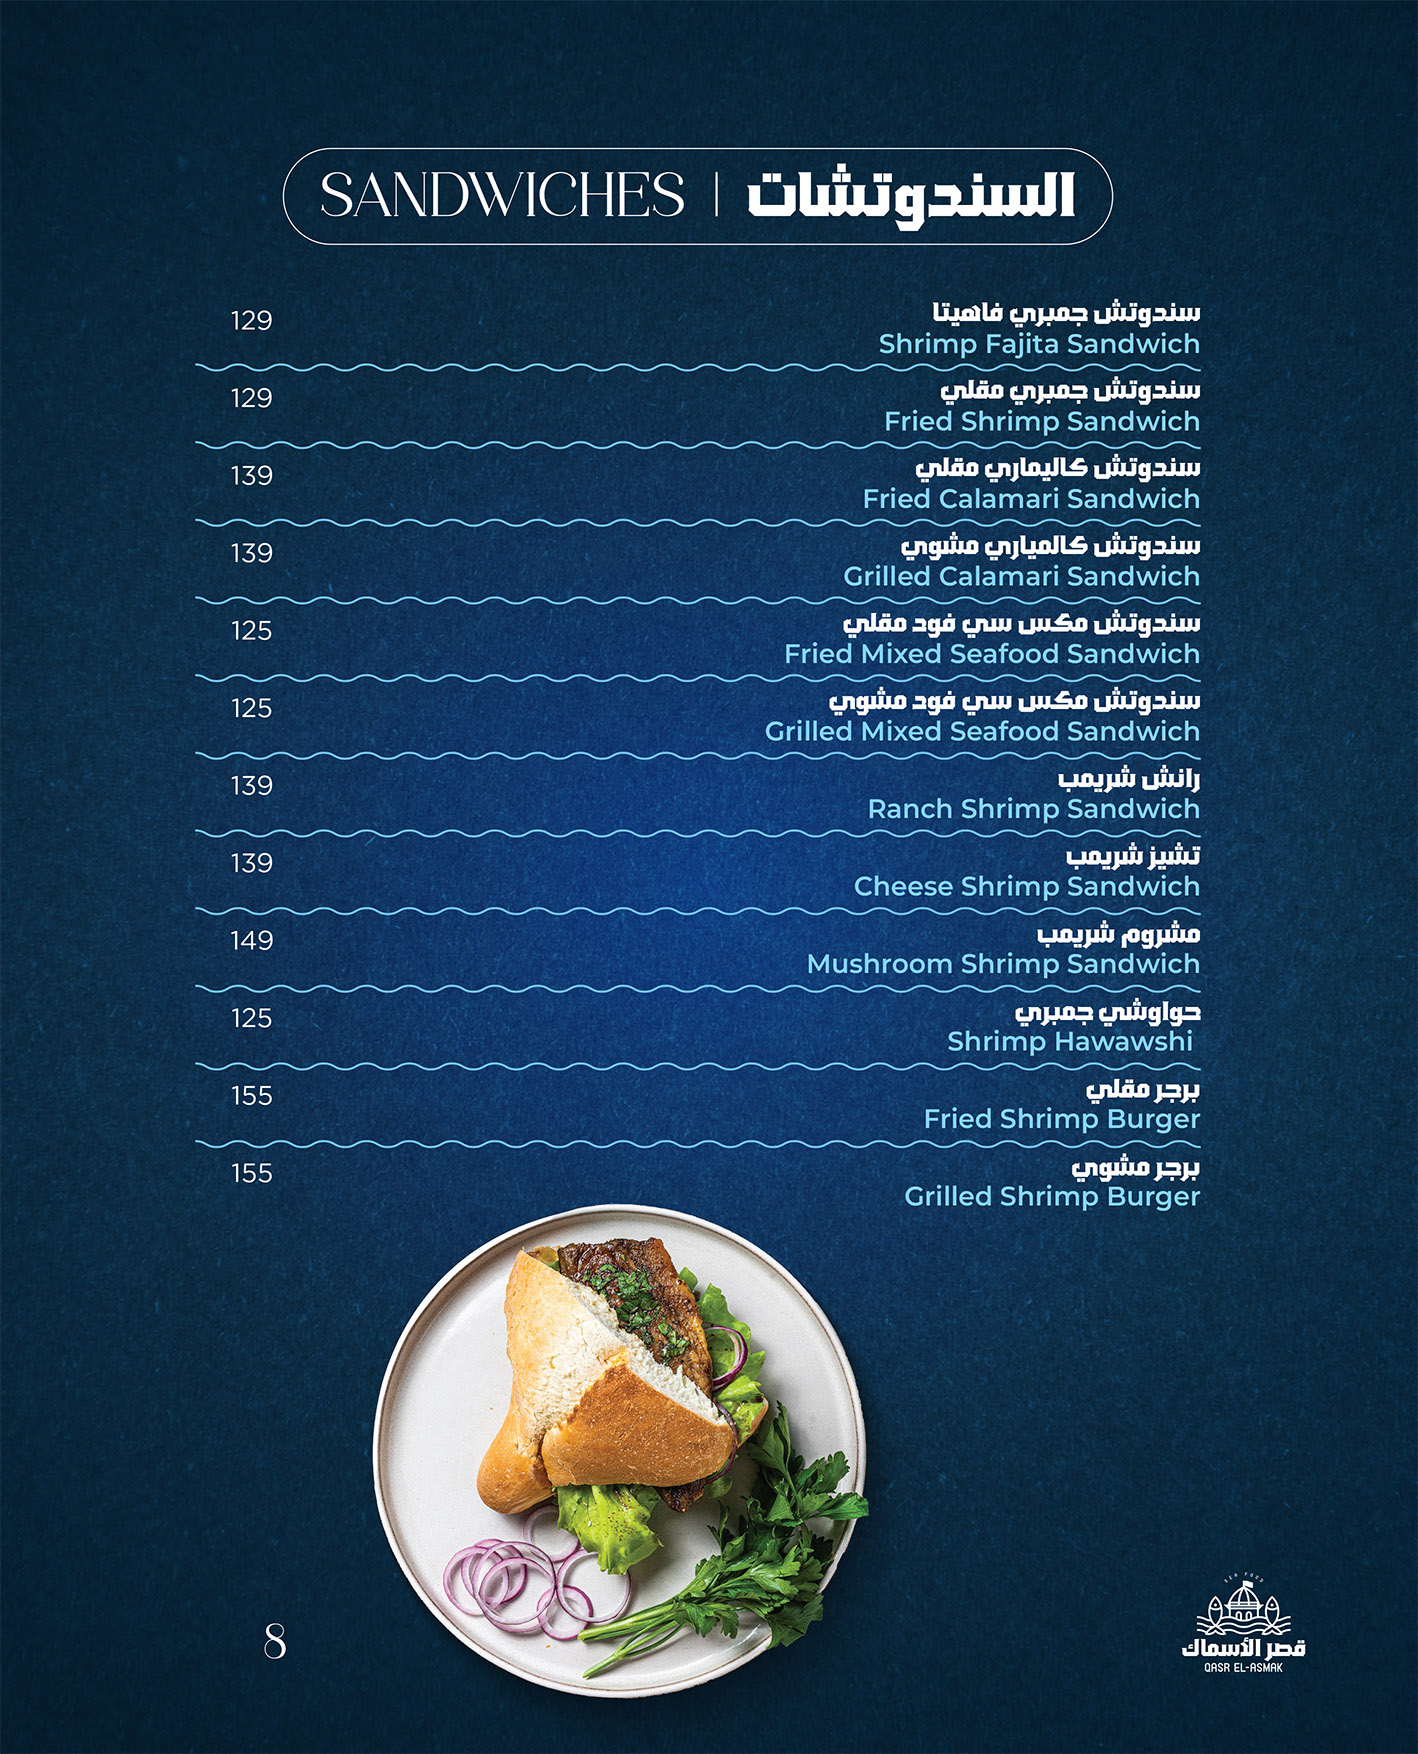 السندوتشات | SANDWICHES
سندوتش جمبري فاهيتا 129
Shrimp Fajita Sandwich
سندوتش جمبري مقلي 129
Fried Shrimp Sandwich
سندوتش كاليماري مقلي 139
Fried Calamari Sandwich
سندوتش كالمياري مشوي 139
Grilled Calamari Sandwich
سندوتش مكس سي فود مقلي 125
Fried Mixed Seafood Sandwich
سندوتش مكس سي فود مشوي 125
Grilled Mixed Seafood Sandwich
رانش شريمب 139
Ranch Shrimp Sandwich
تشيز شريمب 139
Cheese Shrimp Sandwich
مشروم شريمب 149
Mushroom Shrimp Sandwich
حواوشي جمبري 125
Shrimp Hawawshi
برجر مقلي 155
Fried Shrimp Burger
برجر مشوي 155
Grilled Shrimp Burger
8
SEA FOOD
قصر الأسماك
QASR EL-ASMAK